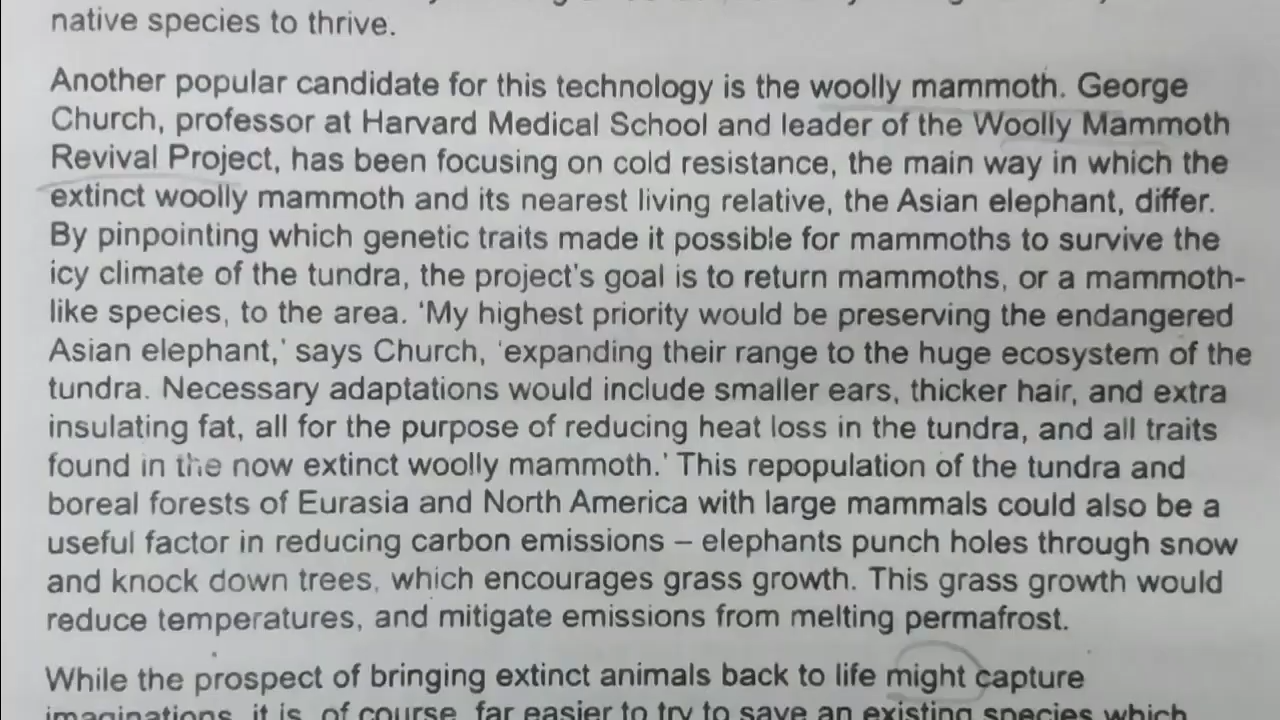 native species to thrive.
Another popular candidate for this technology is the woolly mammoth. George
Church, professor at Harvard Medical School and leader of the Woolly Mammoth
Revival Project, has been focusing on cold resistance, the main way in which the
extinct woolly mammoth and its nearest living relative, the Asian elephant, differ.
By pinpointing which genetic traits made it possible for mammoths to survive the
icy climate of the tundra, the project's goal is to return mammoths, or a mammoth-
like species, to the area. 'My highest priority would be preserving the endangered
Asian elephant,' says Church, 'expanding their range to the huge ecosystem of the
tundra. Necessary adaptations would include smaller ears, thicker hair, and extra
insulating fat, all for the purpose of reducing heat loss in the tundra, and all traits
found in the now extinct woolly mammoth.' This repopulation of the tundra and
boreal forests of Eurasia and North America with large mammals could also be a
useful factor in reducing carbon emissions – elephants punch holes through snow
and knock down trees, which encourages grass growth. This grass growth would
reduce temperatures, and mitigate emissions from melting permafrost.
While the prospect of bringing extinct animals back to life might capture
imaginations, it is, of course, far easier to try to save an existing species which